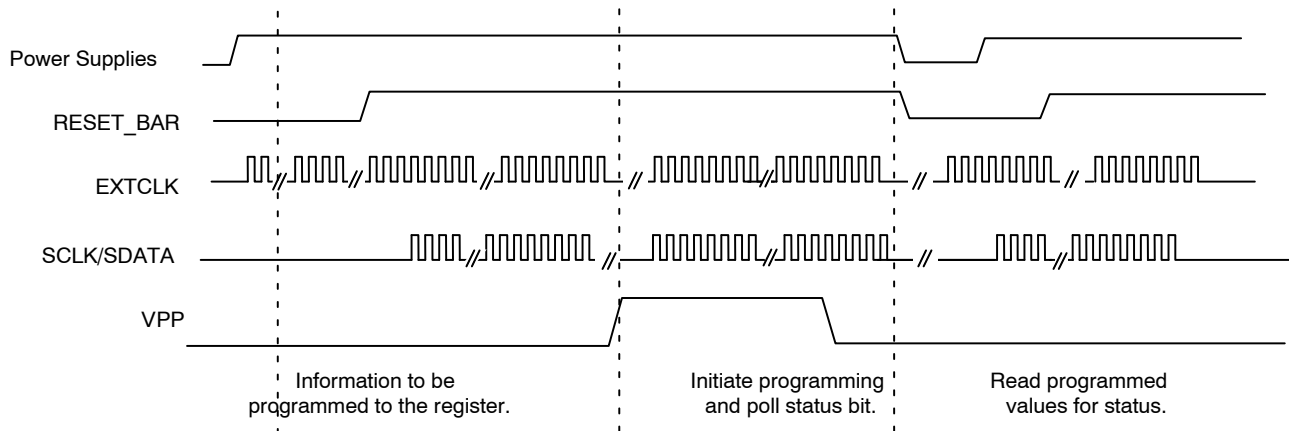 Power Supplies
RESET_BAR
EXTCLK
SCLK/SDATA
VPP
Information to be
programmed to the register.
Initiate programming
and poll status bit.
Read programmed
values for status.